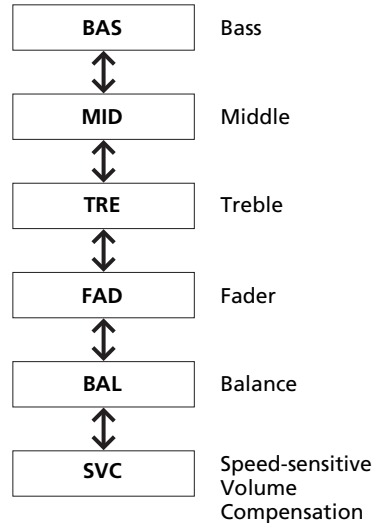 BAS Bass
MID Middle
TRE Treble
FAD Fader
BAL Balance
SVC Speed-sensitive
Volume
Compensation